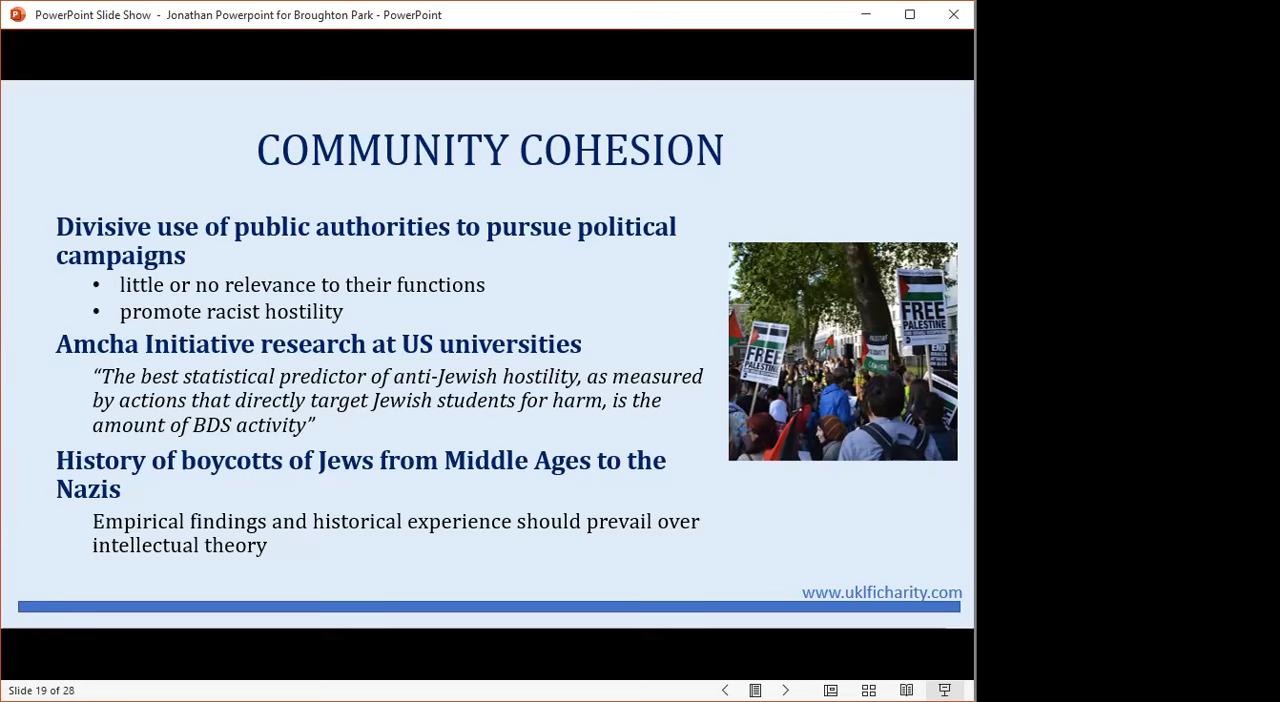 PowerPoint Slide Show - Jonathan Powerpoint for Broughton Park - PowerPoint
COMMUNITY COHESION
Divisive use of public authorities to pursue political
campaigns
• little or no relevance to their functions
• promote racist hostility
Amcha Initiative research at US universities
“The best statistical predictor of anti-Jewish hostility, as measured
by actions that directly target Jewish students for harm, is the
amount of BDS activity”
History of boycotts of Jews from Middle Ages to the
Nazis
Empirical findings and historical experience should prevail over
intellectual theory
FREE
PALESTINE
FREE
END
www.uklficharity.com
Slide 19 of 28